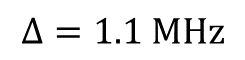 Δ = 1.1 MHz